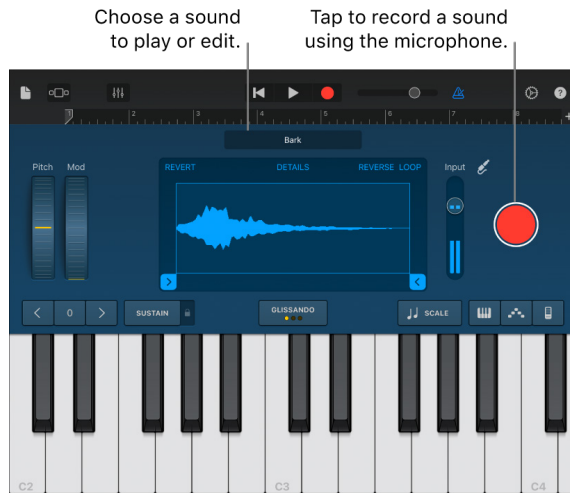 Choose a sound
to play or edit.
Tap to record a sound
using the microphone.
1 2 3 4 5 6 7 8 +
Bark
Pitch Mod
REVERT DETAILS REVERSE LOOP
Input
0
SUSTAIN
GLISSANDO
SCALE
C2 C3 C4